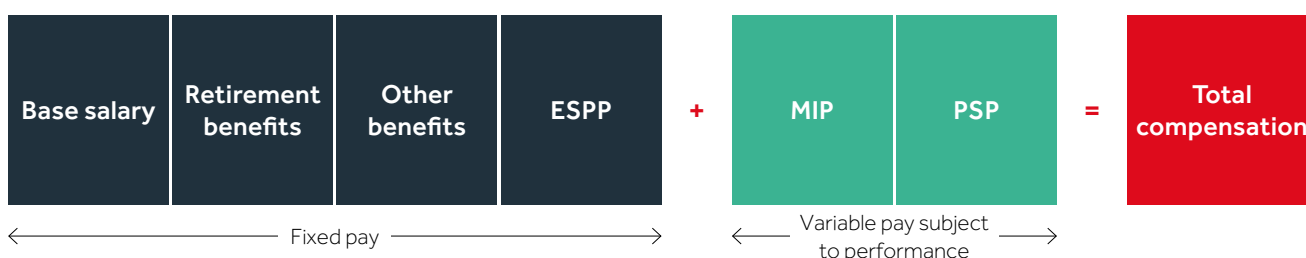 Base salary
Retirement
benefits
Other
benefits
ESPP
+
MIP
PSP
=
Total
compensation
Fixed pay
Variable pay subject
to performance